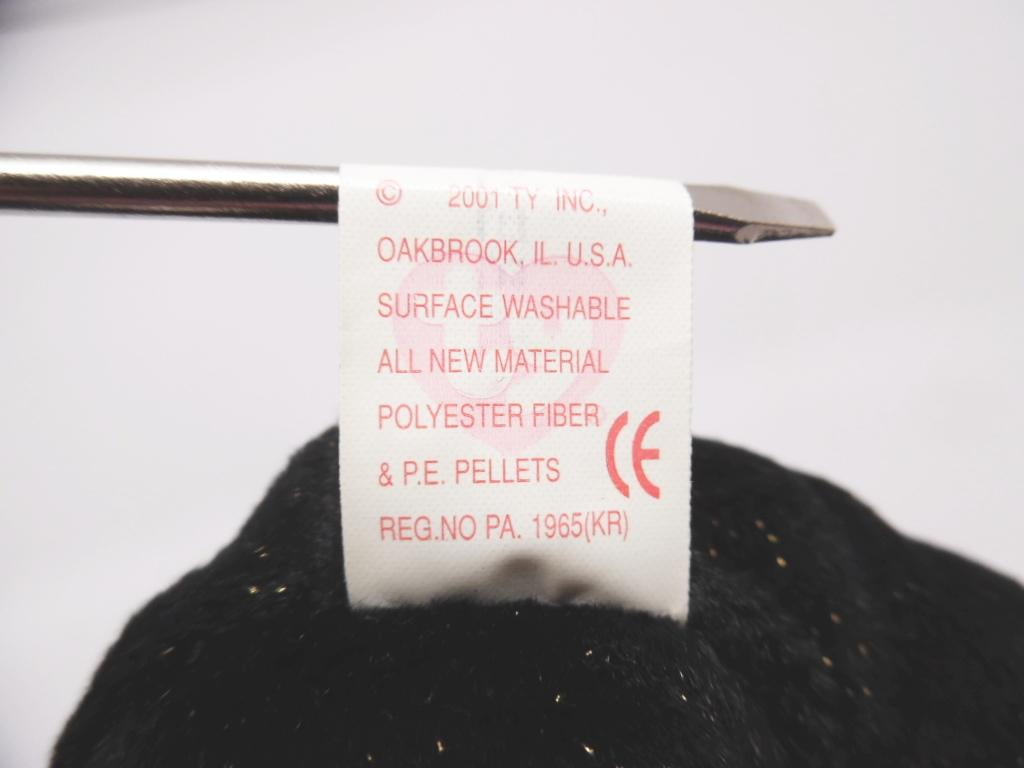 © 2001 TY INC.,
OAKBROOK, IL. U.S.A.
SURFACE WASHABLE
ALL NEW MATERIAL
POLYESTER FIBER
& P.E. PELLETS
CE
REG.NO PA. 1965(KR)
ty